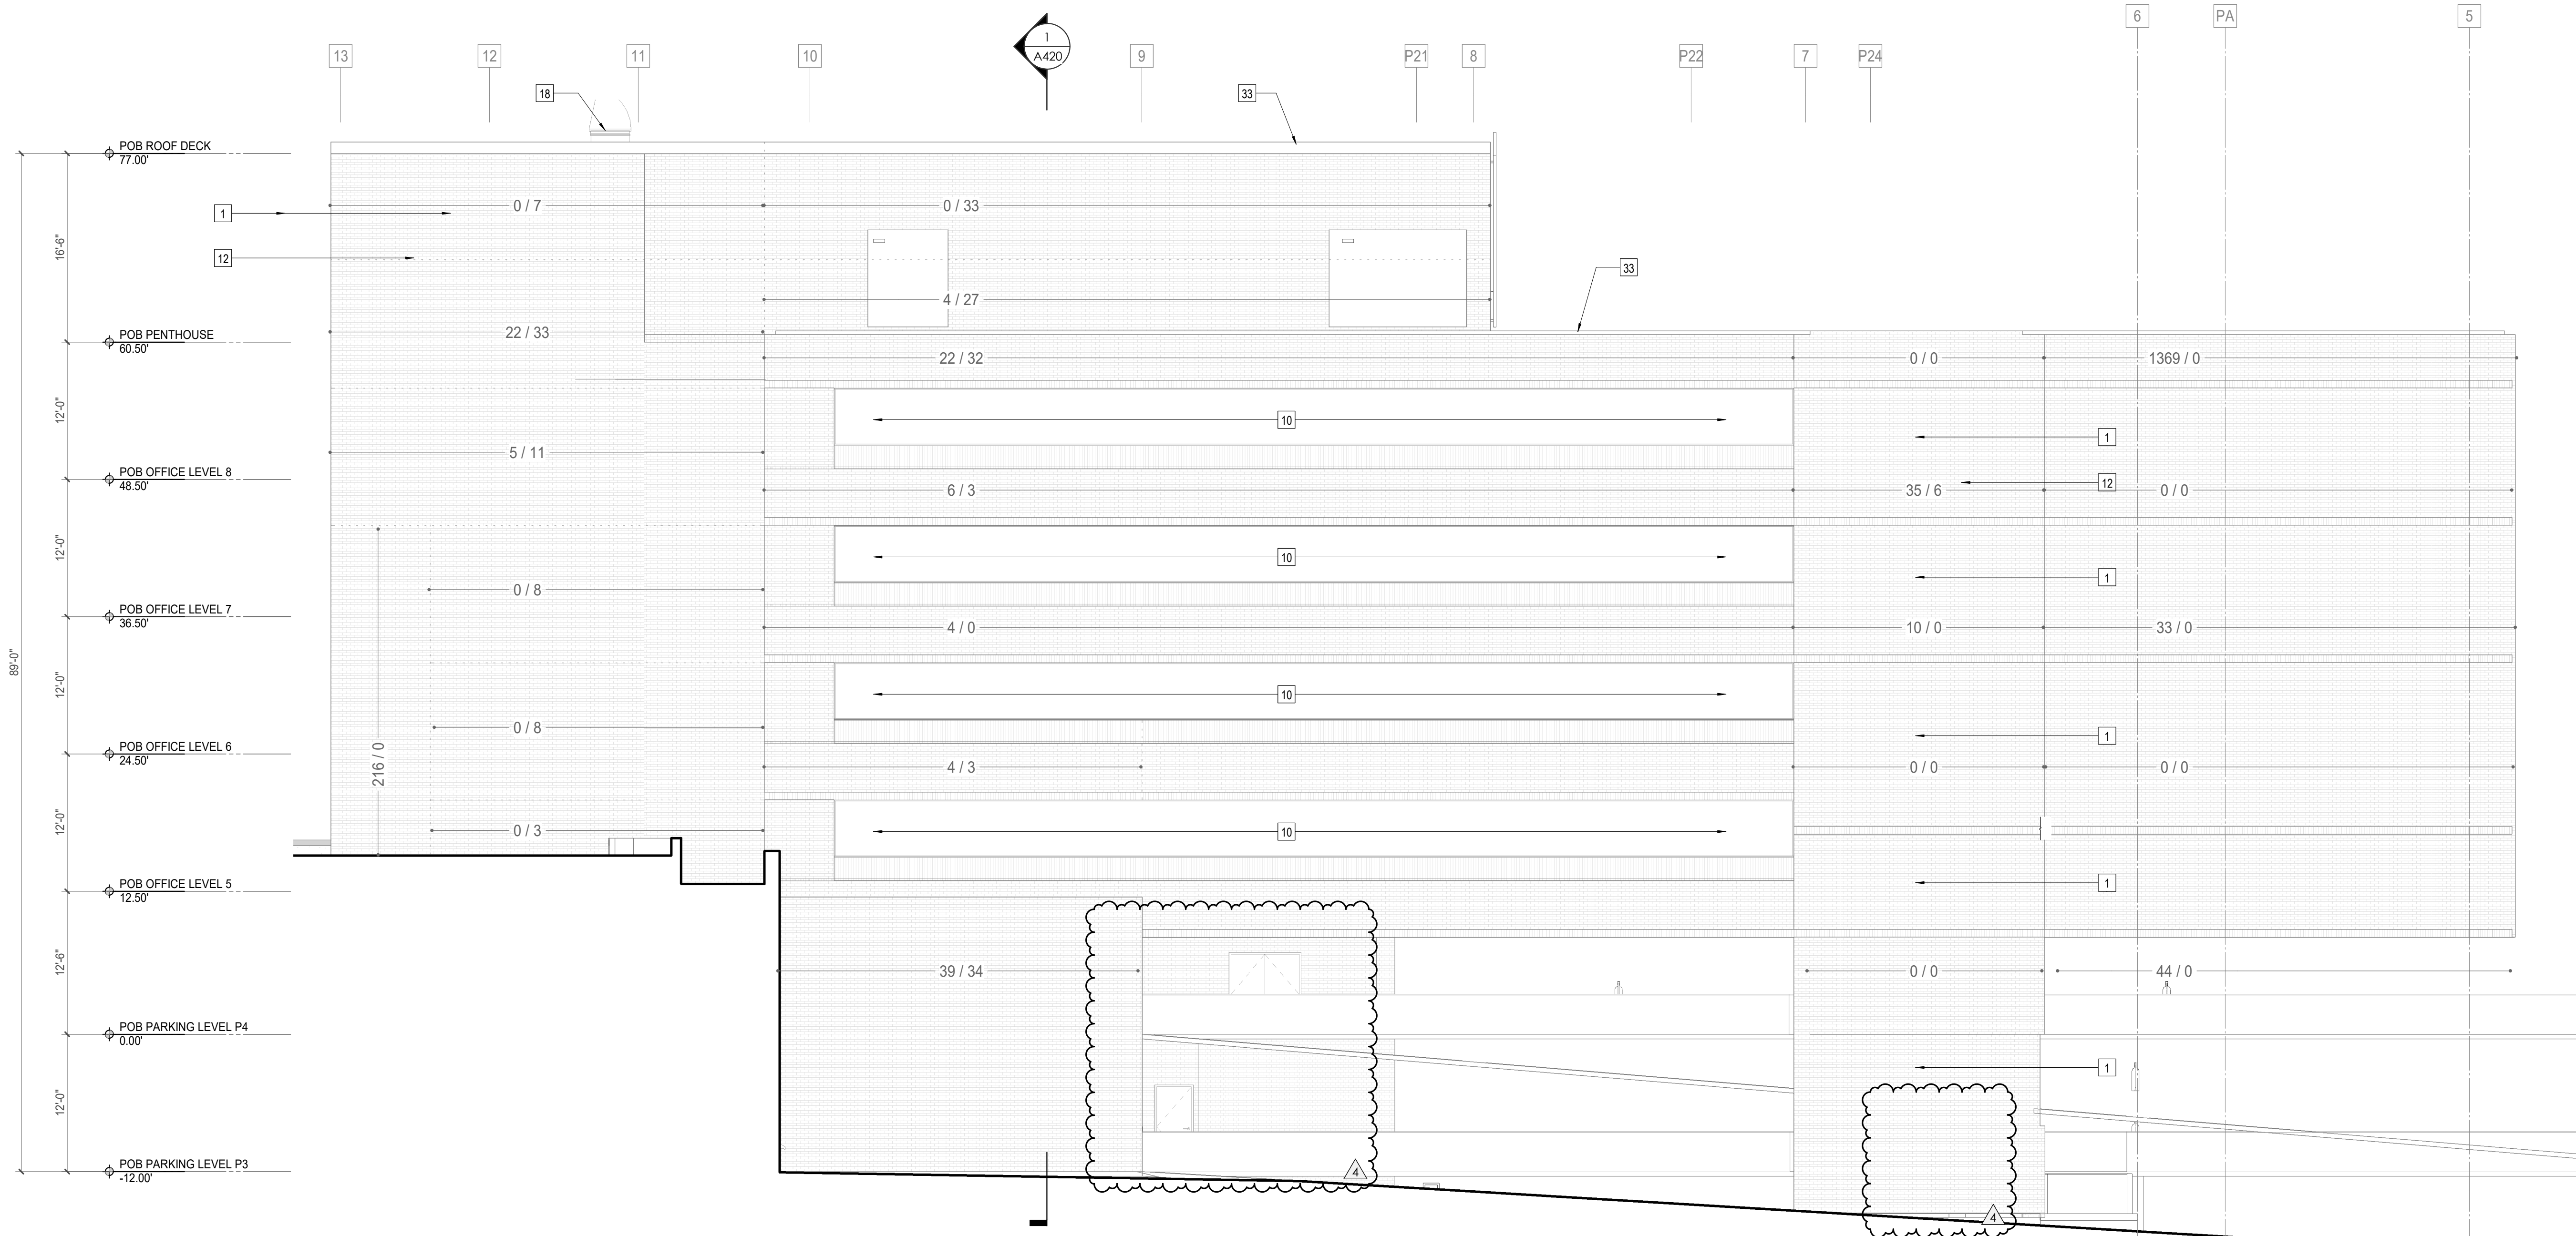 6
PA
5
1
A420
13
12
11
10
9
P21
8
P22
7
P24
18
33
POB ROOF DECK
77.00'
0 / 7
0 / 33
1
16'-6"
12
33
4 / 27
POB PENTHOUSE
60.50'
22 / 33
22 / 32
0 / 0
1369 / 0
12'-0"
10
1
5 / 11
POB OFFICE LEVEL 8
48.50'
6 / 3
35 / 6
12
0 / 0
12'-0"
10
1
0 / 8
POB OFFICE LEVEL 7
36.50'
4 / 0
10 / 0
33 / 0
89'-0"
12'-0"
10
0 / 8
1
POB OFFICE LEVEL 6
24.50'
216 / 0
4 / 3
0 / 0
0 / 0
12'-0"
0 / 3
10
POB OFFICE LEVEL 5
12.50'
1
12'-6"
39 / 34
0 / 0
44 / 0
POB PARKING LEVEL P4
0.00'
1
12'-0"
POB PARKING LEVEL P3
-12.00'
4
4